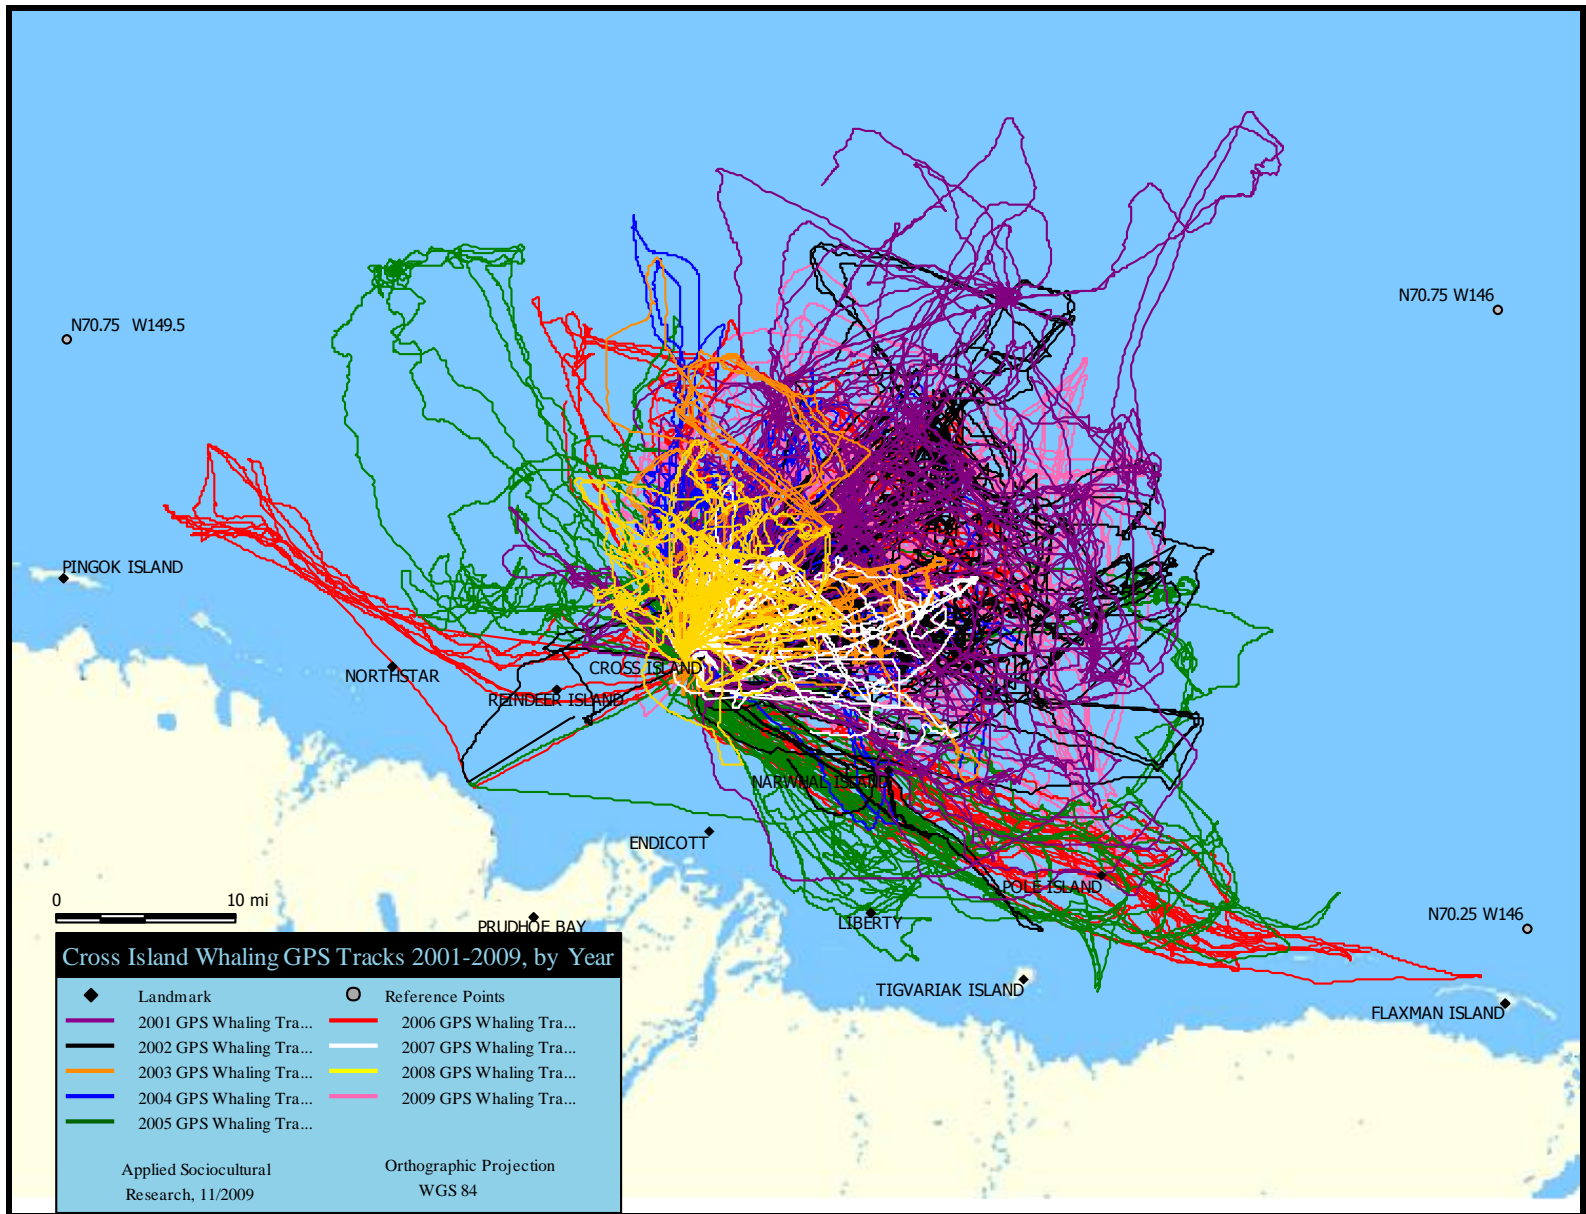 N70.75 W146
N70.75 W149.5
PINGOK ISLAND
CROSS ISLAND
NORTHSTAR
REINDEER ISLAND
NARWHAL ISLAND
ENDICOTT
POLE ISLAND
0 10 mi
N70.25 W146
LIBERTY
PRUDHOE BAY
TIGVARIAK ISLAND
FLAXMAN ISLAND
Cross Island Whaling GPS Tracks 2001-2009, by Year
Landmark
Reference Points
2001 GPS Whaling Tra...
2006 GPS Whaling Tra...
2002 GPS Whaling Tra...
2007 GPS Whaling Tra...
2003 GPS Whaling Tra...
2008 GPS Whaling Tra...
2004 GPS Whaling Tra...
2009 GPS Whaling Tra...
2005 GPS Whaling Tra...
Applied Sociocultural
Research, 11/2009
Orthographic Projection
WGS 84